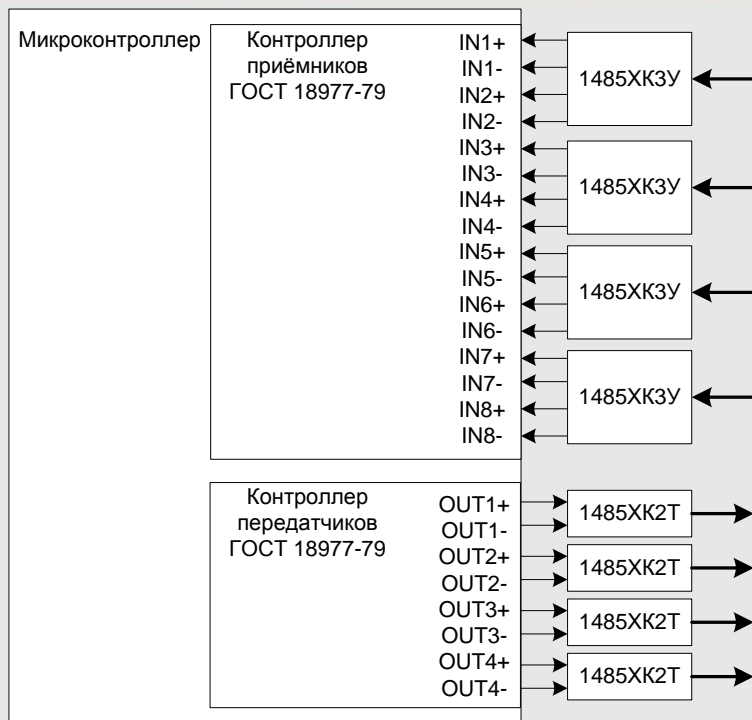 Микроконтроллер
Контроллер
приёмников
ГОСТ 18977-79
IN1+
IN1-
IN2+
IN2-
IN3+
IN3-
IN4+
IN4-
IN5+
IN5-
IN6+
IN6-
IN7+
IN7-
IN8+
IN8-
1485ХК3У
1485ХК3У
1485ХК3У
1485ХК3У
Контроллер
передатчиков
ГОСТ 18977-79
OUT1+
OUT1-
OUT2+
OUT2-
OUT3+
OUT3-
OUT4+
OUT4-
1485ХК2Т
1485ХК2Т
1485ХК2Т
1485ХК2Т